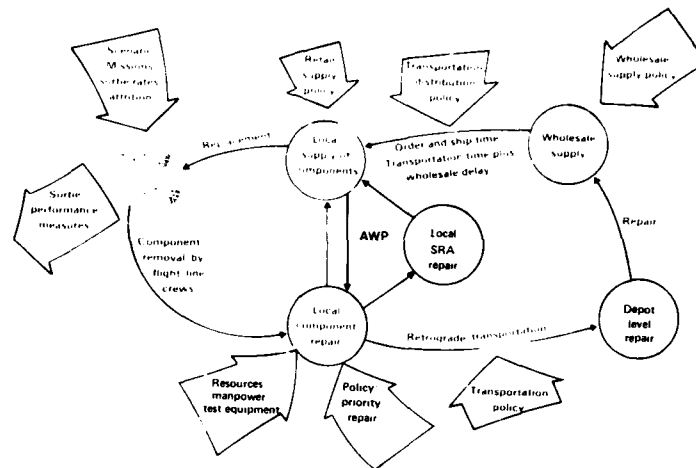 Scenario
Missions
sortie rates
attrition
Retail
supply
policy
Transportation
distribution
policy
Wholesale
supply policy
Replacement
Local
supply of
components
Order and ship time
Transportation time plus
wholesale delay
Wholesale
supply
Sortie
performance
measures
AWP
Local
SRA
repair
Repair
Component
removal by
flight line
crews
Local
component
repair
Retrograde transportation
Depot
level
repair
Resources
manpower
test equipment
Policy
priority
repair
Transportation
policy